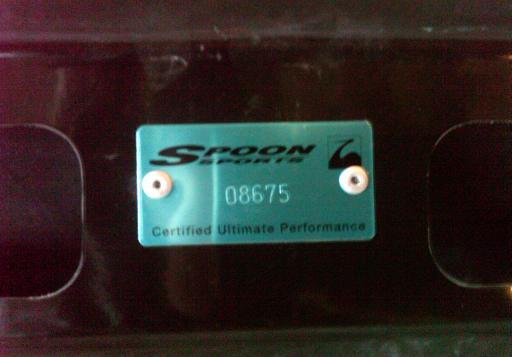 SPOON
SPORTS
08675
Certified Ultimate Performance